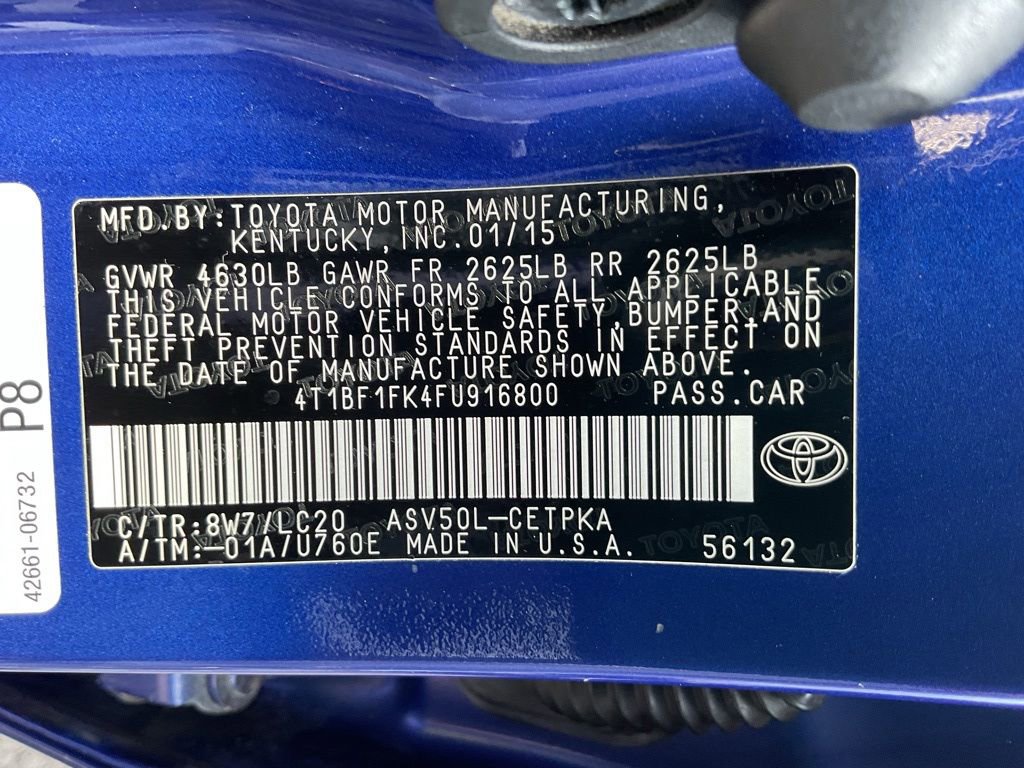 MFD.BY:TOYOTA MOTOR MANUFACTURING,
KENTUCKY, INC.01/15
GVWR 4630LB GAWR FR 2625LB RR 2625LB
THIS VEHICLE CONFORMS TO ALL APPLICABLE
FEDERAL MOTOR VEHICLE SAFETY,BUMPER,AND
THEFT PREVENTION STANDARDS IN EFFECT ON
THE DATE OF MANUFACTURE SHOWN ABOVE.
4T1BF1FK4FU916800 PASS.CAR
C/TR:8W7/LC20 ASV50L-CETPKA
A/TM:-01A/U760E MADE IN U.S.A. 56132
P8
42661-06732